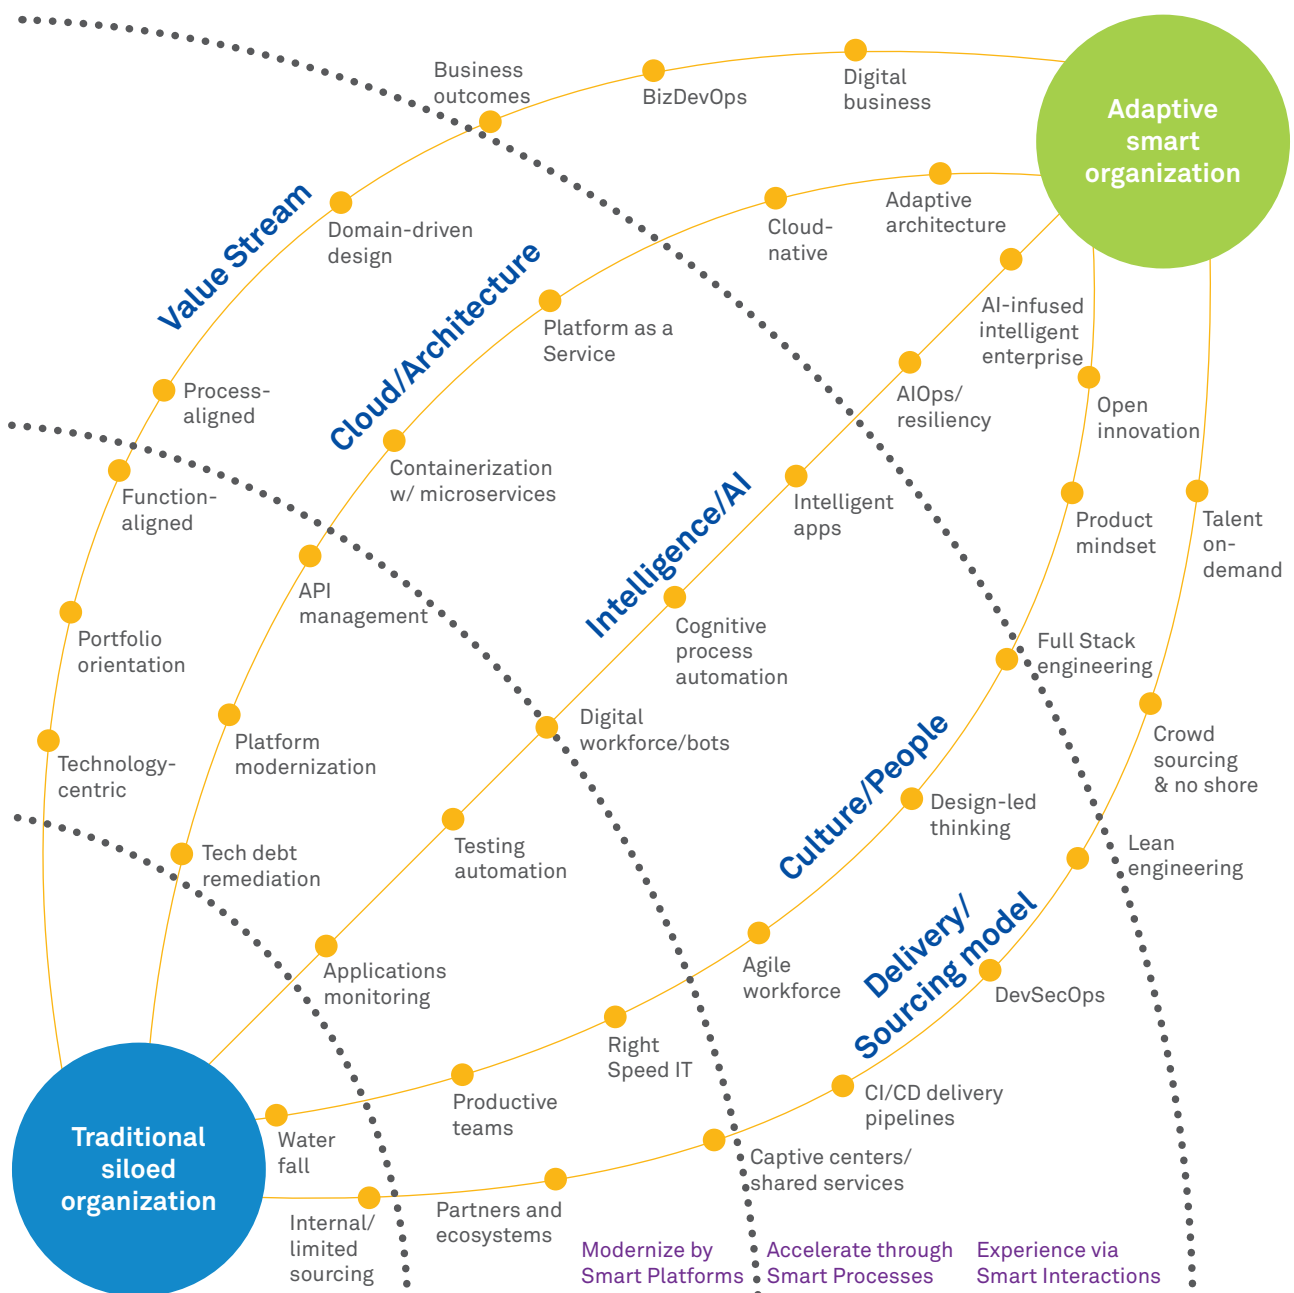 Business
outcomes
BizDevOps
Digital
business
Adaptive
smart
organization
Value Stream
Domain-driven
design
Cloud-
native
Adaptive
architecture
Cloud/Architecture
Platform as a
Service
AI-infused
intelligent
enterprise
Process-
aligned
AIOps/
resiliency
Open
innovation
Function-
aligned
Containerization
w/ microservices
Intelligence/AI
Intelligent
apps
Product
mindset
Talent
on-
demand
API
management
Portfolio
orientation
Cognitive
process
automation
Full Stack
engineering
Technology-
centric
Platform
modernization
Digital
workforce/bots
Culture/People
Crowd
sourcing
& no shore
Design-led
thinking
Tech debt
remediation
Testing
automation
Lean
engineering
Applications
monitoring
Agile
workforce
Delivery/
Sourcing model
DevSecOps
Right
Speed IT
Productive
teams
CI/CD delivery
pipelines
Water
fall
Traditional
siloed
organization
Captive centers/
shared services
Internal/
limited
sourcing
Partners and
ecosystems
Modernize by
Smart Platforms
Accelerate through
Smart Processes
Experience via
Smart Interactions